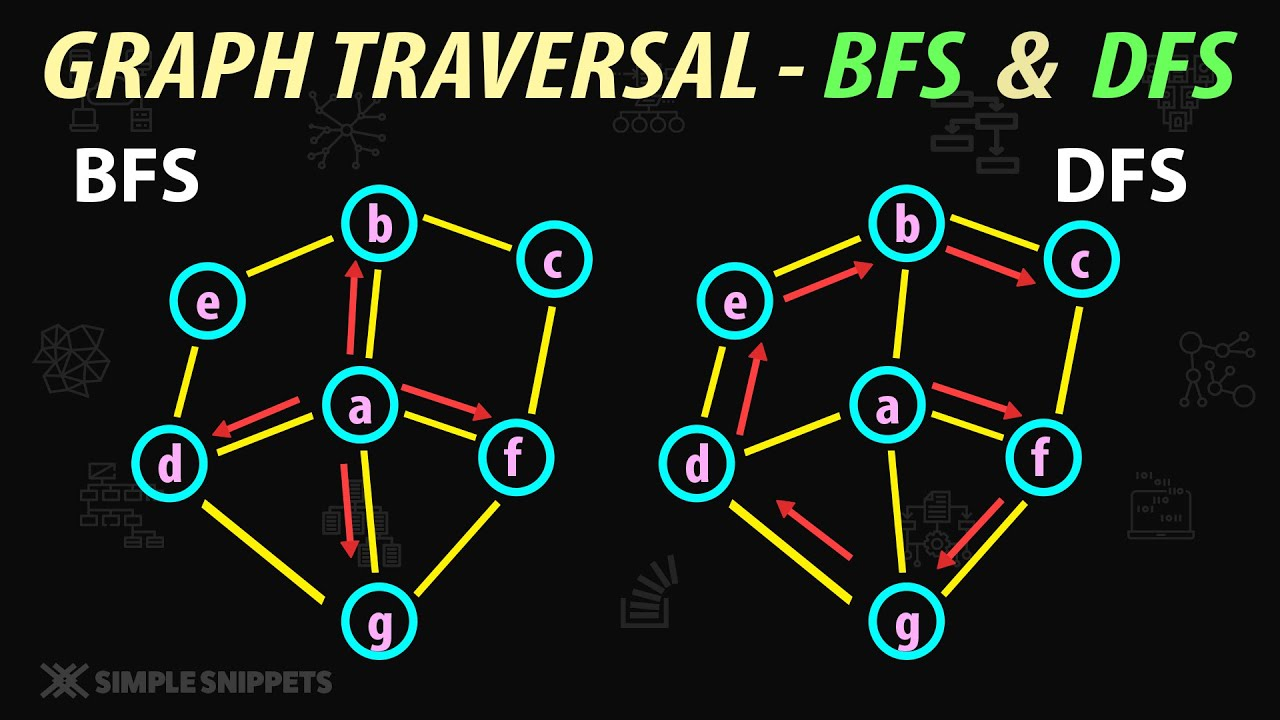 GRAPH TRAVERSAL - BFS & DFS
BFS
DFS
b
c
e
a
d
f
g
b
c
e
a
d
f
g
SIMPLE SNIPPETS